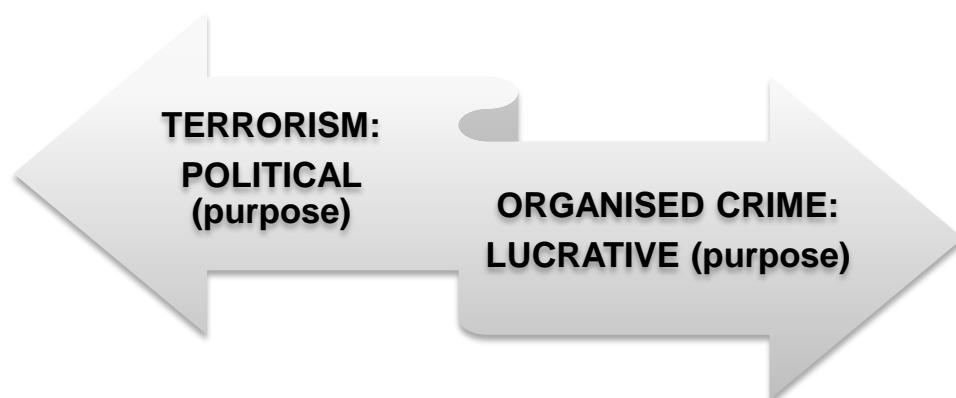 TERRORISM:
POLITICAL
(purpose)
ORGANISED CRIME:
LUCRATIVE (purpose)